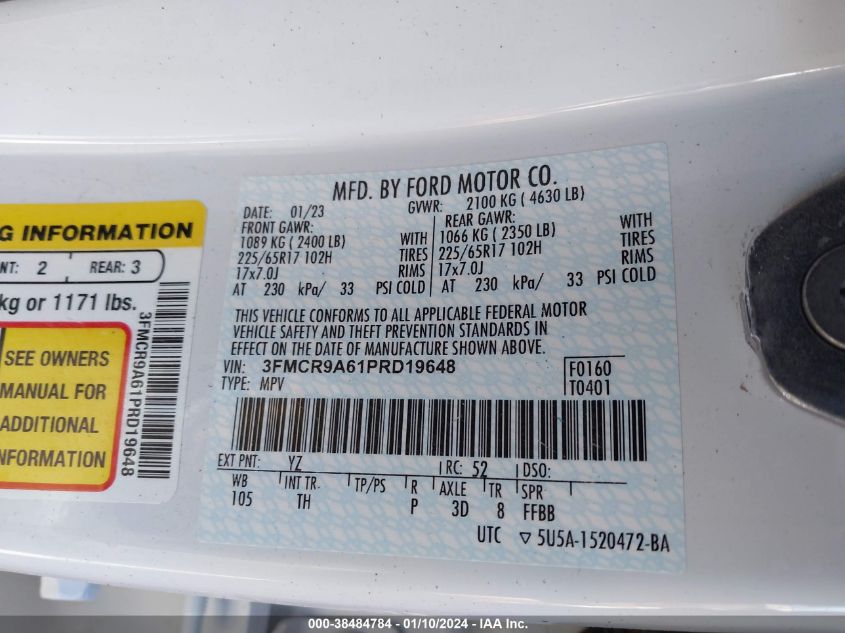 MFD. BY FORD MOTOR CO.
DATE: 01/23 GVWR: 2100 KG ( 4630 LB)
FRONT GAWR: REAR GAWR:
1089 KG ( 2400 LB) WITH 1066 KG ( 2350 LB) WITH
225/65R17 102H TIRES 225/65R17 102H TIRES
17x7.0J RIMS 17x7.0J RIMS
AT 230 kPa/ 33 PSI COLD AT 230 kPa/ 33 PSI COLD
THIS VEHICLE CONFORMS TO ALL APPLICABLE FEDERAL MOTOR
VEHICLE SAFETY AND THEFT PREVENTION STANDARDS IN
EFFECT ON THE DATE OF MANUFACTURE SHOWN ABOVE.
VIN: 3FMCR9A61PRD19648 F0160
TYPE: MPV T0401
EXT PNT: YZ RC: 52 DSO:
WB INT TR TP/PS R AXLE TR SPR
105 TH P 3D 8 FFBB
UTC ▽ 5U5A-1520472-BA
G INFORMATION
NT: 2 REAR: 3
kg or 1171 lbs.
SEE OWNERS
MANUAL FOR
ADDITIONAL
NFORMATION
3FMCR9A61PRD19648
000-38484784 - 01/10/2024 - IAA Inc.